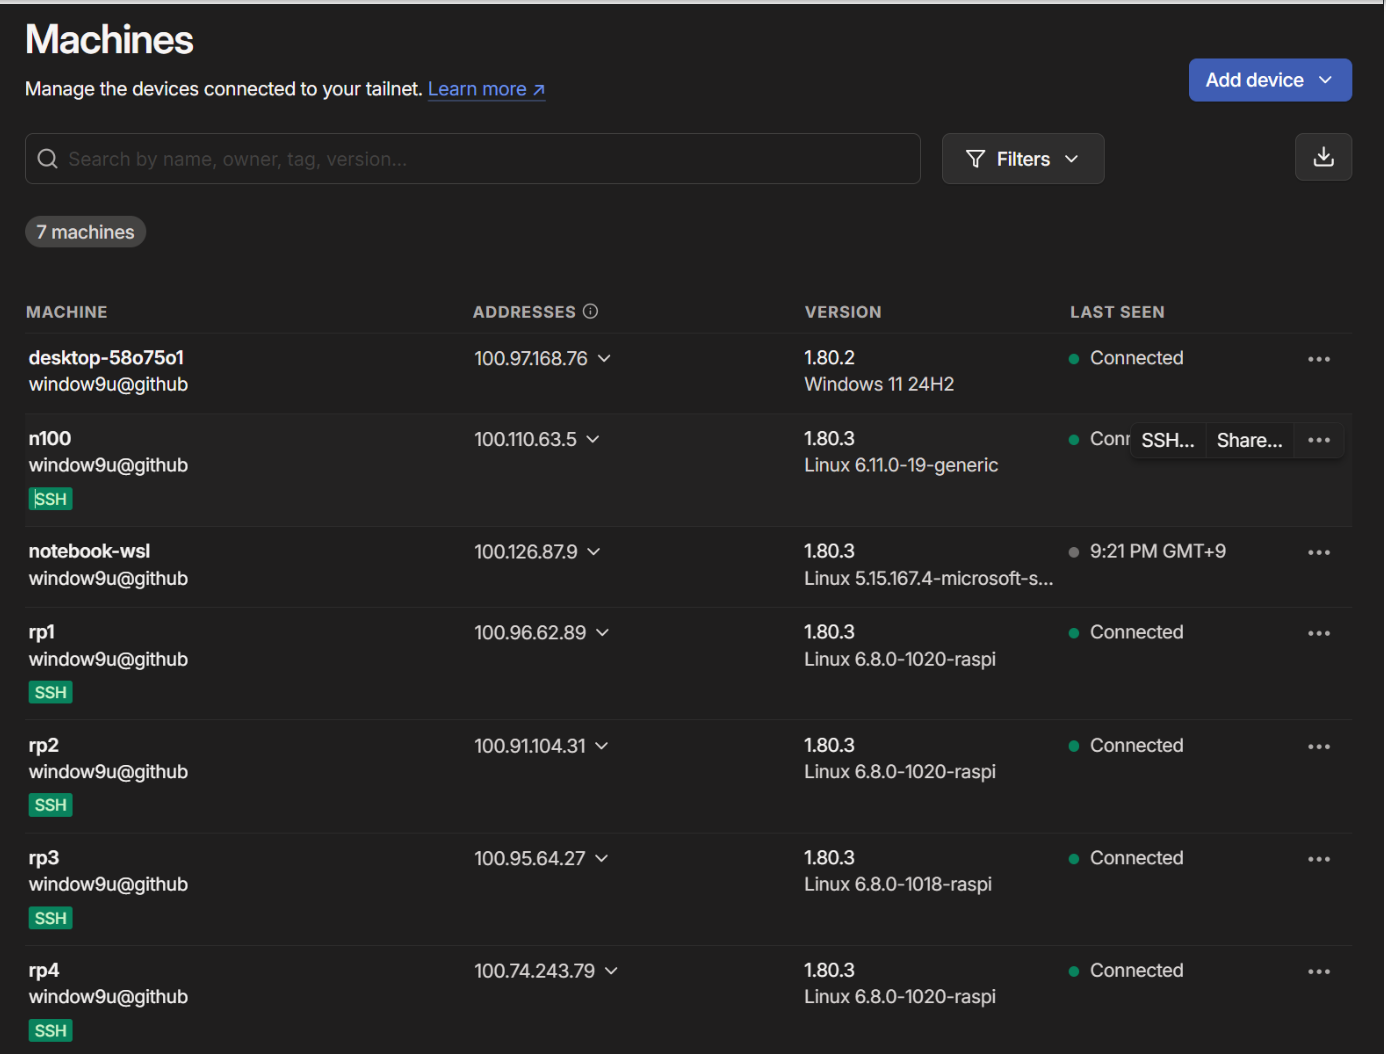 Machines
Manage the devices connected to your tailnet. Learn more ↗
Add device
Search by name, owner, tag, version...
Filters
7 machines
MACHINE ADDRESSES VERSION LAST SEEN
desktop-58o75o1 100.97.168.76 1.80.2 Connected
window9u@github Windows 11 24H2
n100 100.110.63.5 1.80.3 Conr SSH... Share...
window9u@github Linux 6.11.0-19-generic
SSH
notebook-wsl 100.126.87.9 1.80.3 9:21 PM GMT+9
window9u@github Linux 5.15.167.4-microsoft-s...
rp1 100.96.62.89 1.80.3 Connected
window9u@github Linux 6.8.0-1020-raspi
SSH
rp2 100.91.104.31 1.80.3 Connected
window9u@github Linux 6.8.0-1020-raspi
SSH
rp3 100.95.64.27 1.80.3 Connected
window9u@github Linux 6.8.0-1018-raspi
SSH
rp4 100.74.243.79 1.80.3 Connected
window9u@github Linux 6.8.0-1020-raspi
SSH